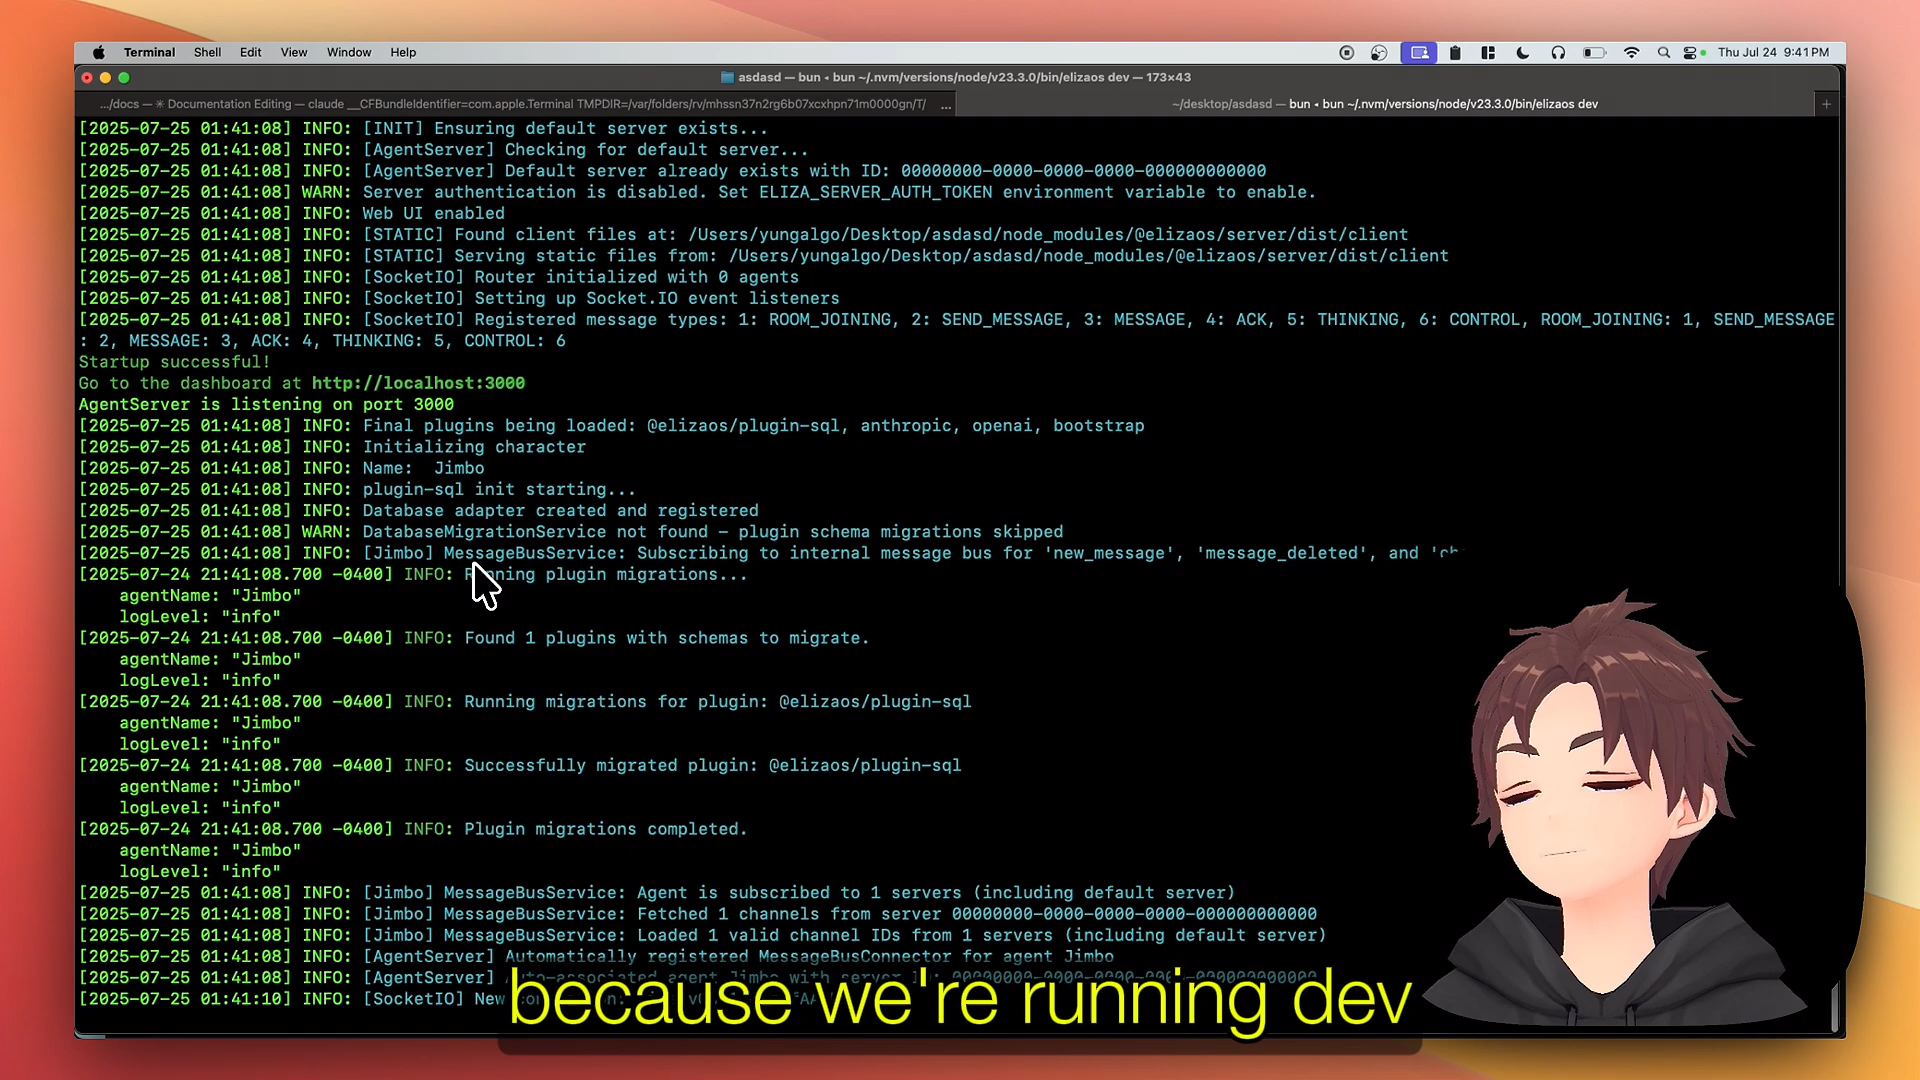 Terminal Shell Edit View Window Help Thu Jul 24 9:41 PM
asdasd — bun ◂ bun ~/.nvm/versions/node/v23.3.0/bin/elizaos dev — 173×43
.../docs — ✳ Documentation Editing — claude __CFBundleIdentifier=com.apple.Terminal TMPDIR=/var/folders/rv/mhssn37n2rg6b07xcxhpn71m0000gn/T/ ... ~/desktop/asdasd — bun ◂ bun ~/.nvm/versions/node/v23.3.0/bin/elizaos dev +
[2025-07-25 01:41:08] INFO: [INIT] Ensuring default server exists...
[2025-07-25 01:41:08] INFO: [AgentServer] Checking for default server...
[2025-07-25 01:41:08] INFO: [AgentServer] Default server already exists with ID: 00000000-0000-0000-0000-000000000000
[2025-07-25 01:41:08] WARN: Server authentication is disabled. Set ELIZA_SERVER_AUTH_TOKEN environment variable to enable.
[2025-07-25 01:41:08] INFO: Web UI enabled
[2025-07-25 01:41:08] INFO: [STATIC] Found client files at: /Users/yungalgo/Desktop/asdasd/node_modules/@elizaos/server/dist/client
[2025-07-25 01:41:08] INFO: [STATIC] Serving static files from: /Users/yungalgo/Desktop/asdasd/node_modules/@elizaos/server/dist/client
[2025-07-25 01:41:08] INFO: [SocketIO] Router initialized with 0 agents
[2025-07-25 01:41:08] INFO: [SocketIO] Setting up Socket.IO event listeners
[2025-07-25 01:41:08] INFO: [SocketIO] Registered message types: 1: ROOM_JOINING, 2: SEND_MESSAGE, 3: MESSAGE, 4: ACK, 5: THINKING, 6: CONTROL, ROOM_JOINING: 1, SEND_MESSAGE
: 2, MESSAGE: 3, ACK: 4, THINKING: 5, CONTROL: 6
Startup successful!
Go to the dashboard at http://localhost:3000
AgentServer is listening on port 3000
[2025-07-25 01:41:08] INFO: Final plugins being loaded: @elizaos/plugin-sql, anthropic, openai, bootstrap
[2025-07-25 01:41:08] INFO: Initializing character
[2025-07-25 01:41:08] INFO: Name: Jimbo
[2025-07-25 01:41:08] INFO: plugin-sql init starting...
[2025-07-25 01:41:08] INFO: Database adapter created and registered
[2025-07-25 01:41:08] WARN: DatabaseMigrationService not found – plugin schema migrations skipped
[2025-07-25 01:41:08] INFO: [Jimbo] MessageBusService: Subscribing to internal message bus for 'new_message', 'message_deleted', and
[2025-07-24 21:41:08.700 -0400] INFO: Running plugin migrations...
agentName: "Jimbo"
logLevel: "info"
[2025-07-24 21:41:08.700 -0400] INFO: Found 1 plugins with schemas to migrate.
agentName: "Jimbo"
logLevel: "info"
[2025-07-24 21:41:08.700 -0400] INFO: Running migrations for plugin: @elizaos/plugin-sql
agentName: "Jimbo"
logLevel: "info"
[2025-07-24 21:41:08.700 -0400] INFO: Successfully migrated plugin: @elizaos/plugin-sql
agentName: "Jimbo"
logLevel: "info"
[2025-07-24 21:41:08.700 -0400] INFO: Plugin migrations completed.
agentName: "Jimbo"
logLevel: "info"
[2025-07-25 01:41:08] INFO: [Jimbo] MessageBusService: Agent is subscribed to 1 servers (including default server)
[2025-07-25 01:41:08] INFO: [Jimbo] MessageBusService: Fetched 1 channels from server 00000000-0000-0000-0000-000000000000
[2025-07-25 01:41:08] INFO: [Jimbo] MessageBusService: Loaded 1 valid channel IDs from 1 servers (including default server)
[2025-07-25 01:41:08] INFO: [AgentServer] Automatically registered MessageBusConnector for agent Jimbo
[2025-07-25 01:41:08] INFO: [AgentServer] Auto-associated agent Jimbo with server
[2025-07-25 01:41:10] INFO: [SocketIO] New
because we're running dev